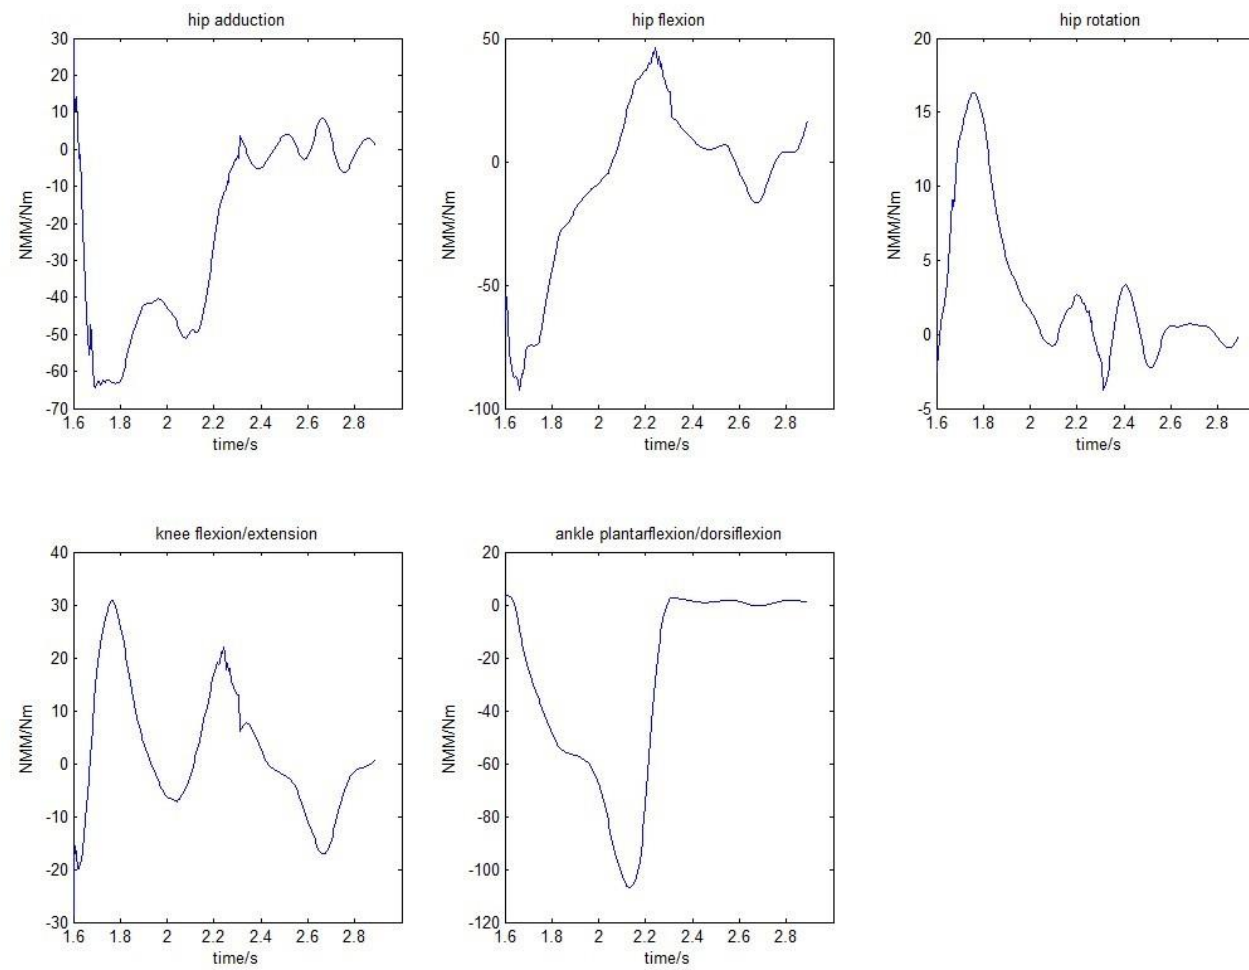 hip adduction
30
20
10
0
-10
-20
-30
-40
-50
-60
-70
NMM/Nm
1.6 1.8 2 2.2 2.4 2.6 2.8
time/s
hip flexion
50
0
-50
-100
NMM/Nm
1.6 1.8 2 2.2 2.4 2.6 2.8
time/s
hip rotation
20
15
10
5
0
-5
NMM/Nm
1.6 1.8 2 2.2 2.4 2.6 2.8
time/s
knee flexion/extension
40
30
20
10
0
-10
-20
-30
NMM/Nm
1.6 1.8 2 2.2 2.4 2.6 2.8
time/s
ankle plantarflexion/dorsiflexion
20
0
-20
-40
-60
-80
-100
-120
NMM/Nm
1.6 1.8 2 2.2 2.4 2.6 2.8
time/s